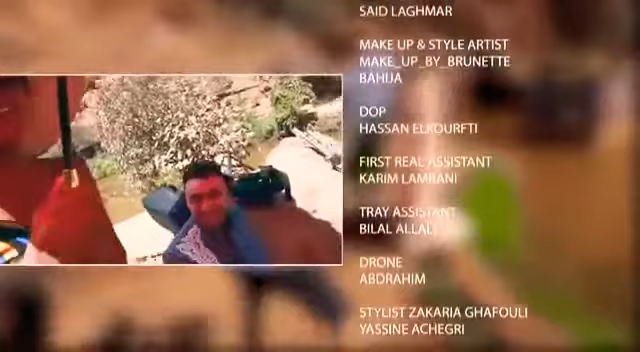 SAID LAGHMAR
MAKE UP & STYLE ARTIST
MAKE_UP_BY_BRUNETTE
BAHIJA
DOP
HASSAN ELKOURFTI
FIRST REAL ASSISTANT
KARIM LAMRANI
TRAY ASSISTANT
BILAL ALLALI
DRONE
ABDRAHIM
STYLIST ZAKARIA GHAFOULI
YASSINE ACHEGRI